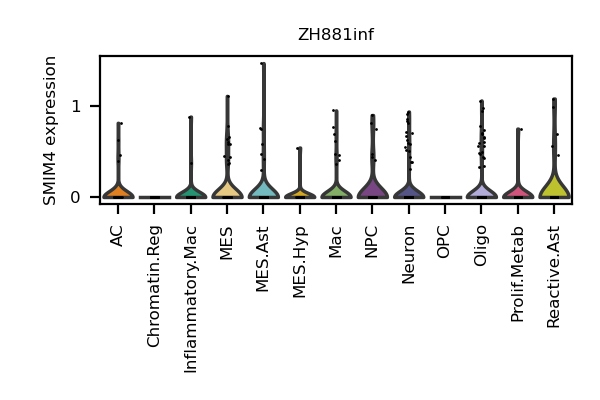 ZH881inf
SMIM4 expression
1
0
AC
Chromatin.Reg
Inflammatory.Mac
MES
MES.Ast
MES.Hyp
Mac
NPC
Neuron
OPC
Oligo
Prolif.Metab
Reactive.Ast